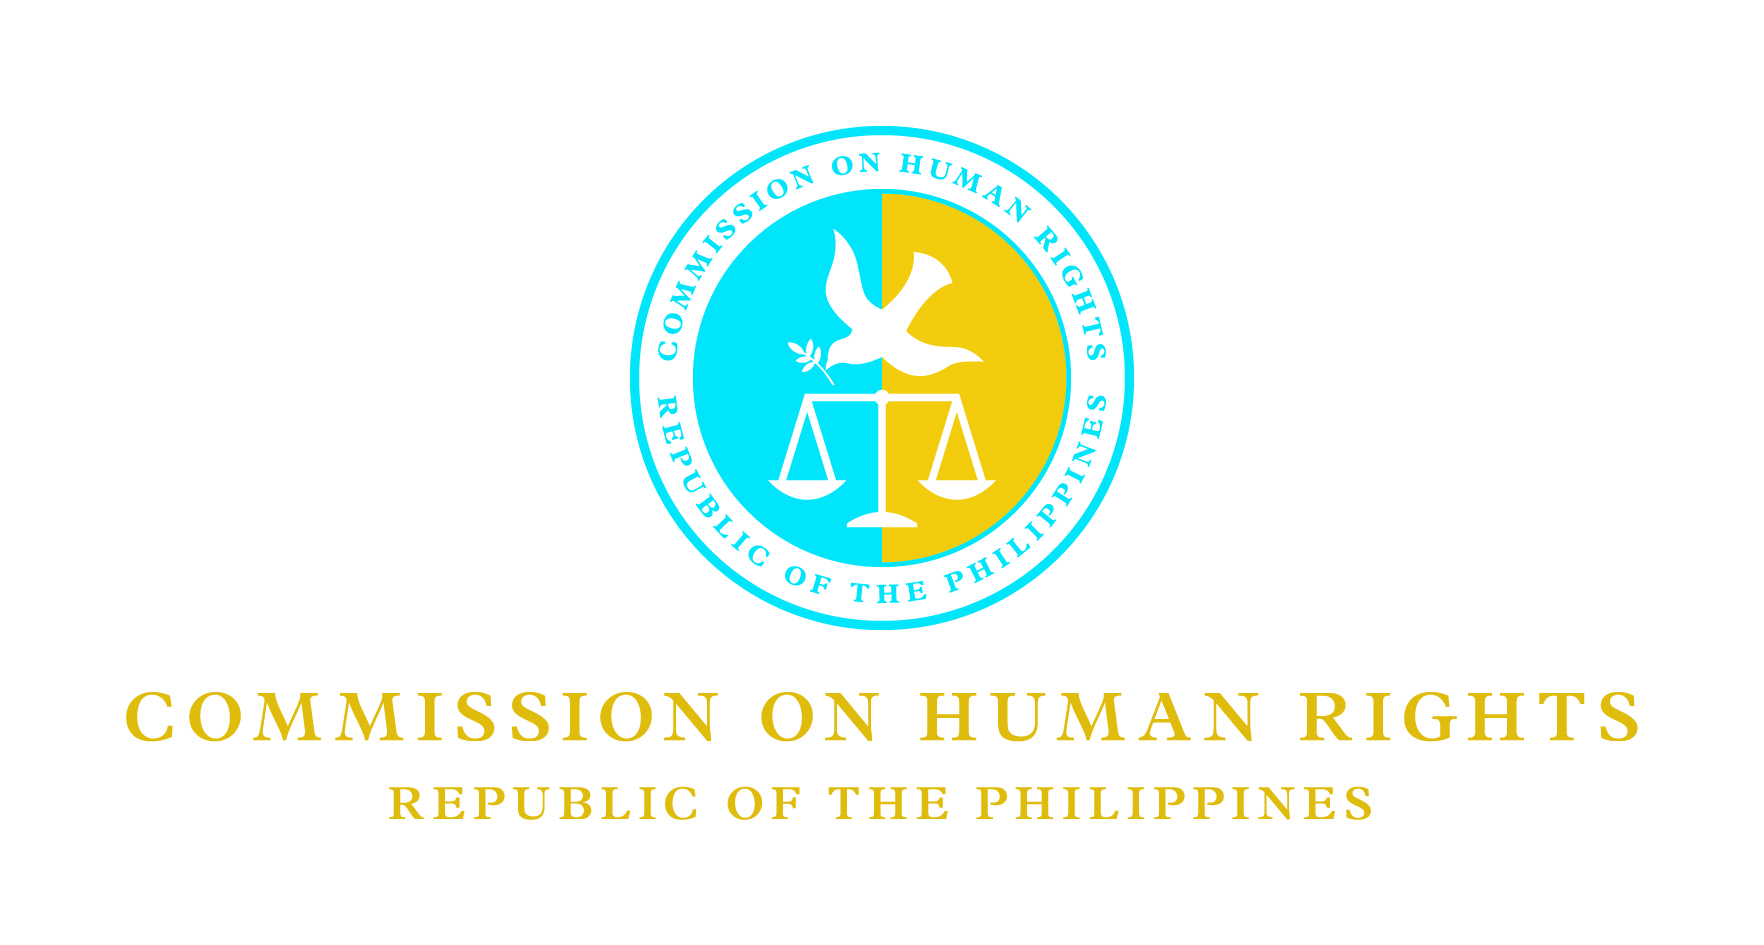 COMMISSION ON HUMAN RIGHTS
REPUBLIC OF THE PHILIPPINES
COMMISSION ON HUMAN RIGHTS
REPUBLIC OF THE PHILIPPINES